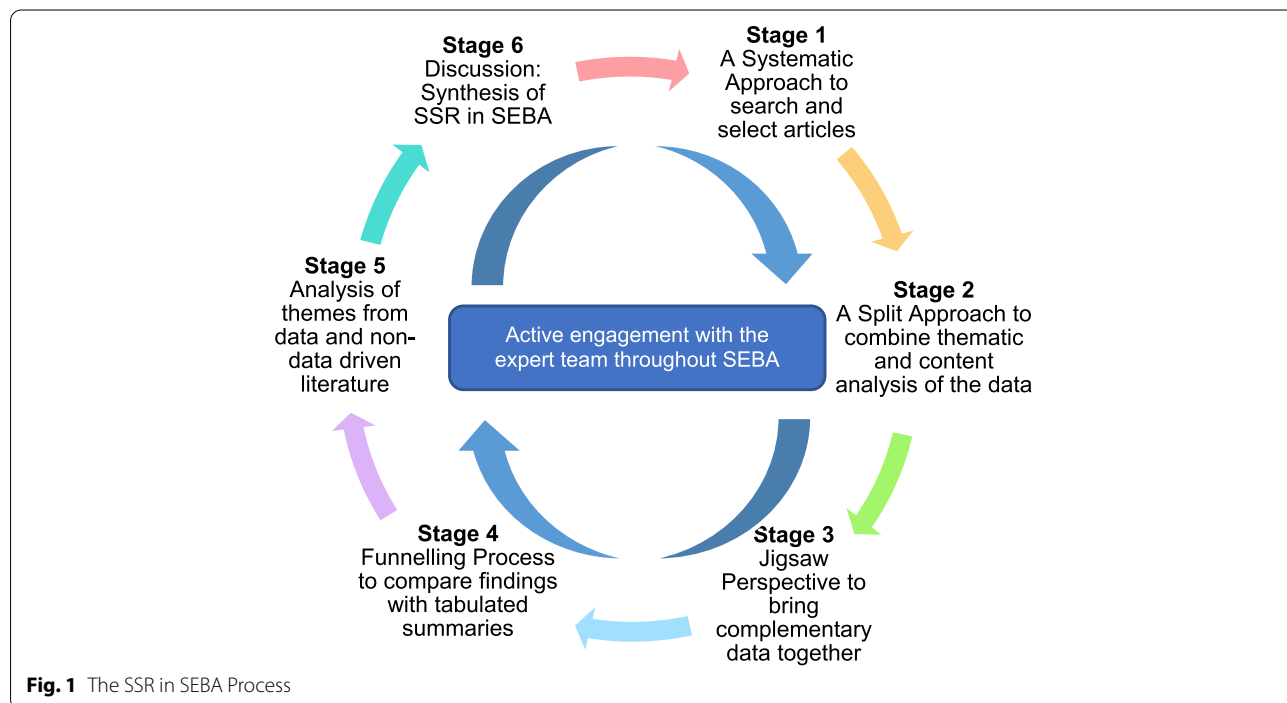 Stage 6
Discussion:
Synthesis of
SSR in SEBA
Stage 1
A Systematic
Approach to
search and
select articles
Stage 2
A Split Approach to
combine thematic
and content
analysis of the data
Stage 3
Jigsaw
Perspective to
bring
complementary
data together
Stage 4
Funnelling Process
to compare findings
with tabulated
summaries
Stage 5
Analysis of
themes from
data and non-
data driven
literature
Active engagement with the
expert team throughout SEBA
Fig. 1 The SSR in SEBA Process